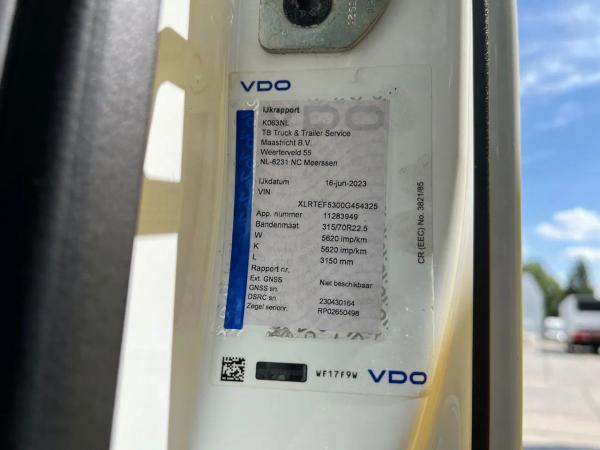 VDO
IJkrapport
K063NL
TB Truck & Trailer Service
Maastricht B.V.
Weerterveld 55
NL-6231 NC Meerssen
IJkdatum 16-jun-2023
VIN
XLRTEF5300G454325
App. nummer 11283949
Bandenmaat 315/70R22.5
W 5620 imp/km
K 5620 imp/km
L 3150 mm
Rapport nr.
Ext. GNSS Niet beschikbaar
GNSS sn.
DSRC sn. 230430164
Zegel serienr. RP02650498
WF17F9W VDO
CR (EEC) No. 3821/85
VDO